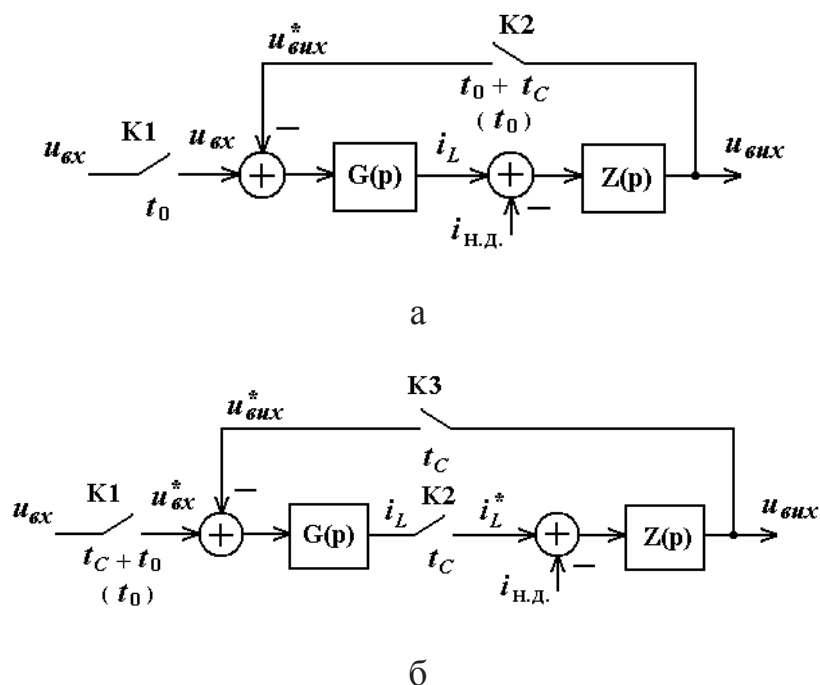 K2
u*вих
t0 + tC
( t0 )
K1
uвх
uвх
G(p)
iL
Z(p)
uвих
t0
iн.д.
а
K3
u*вих
tC
K1
uвх
u*вх
G(p)
iL
K2
i*L
Z(p)
uвих
tC + t0
( t0 )
tC
iн.д.
б